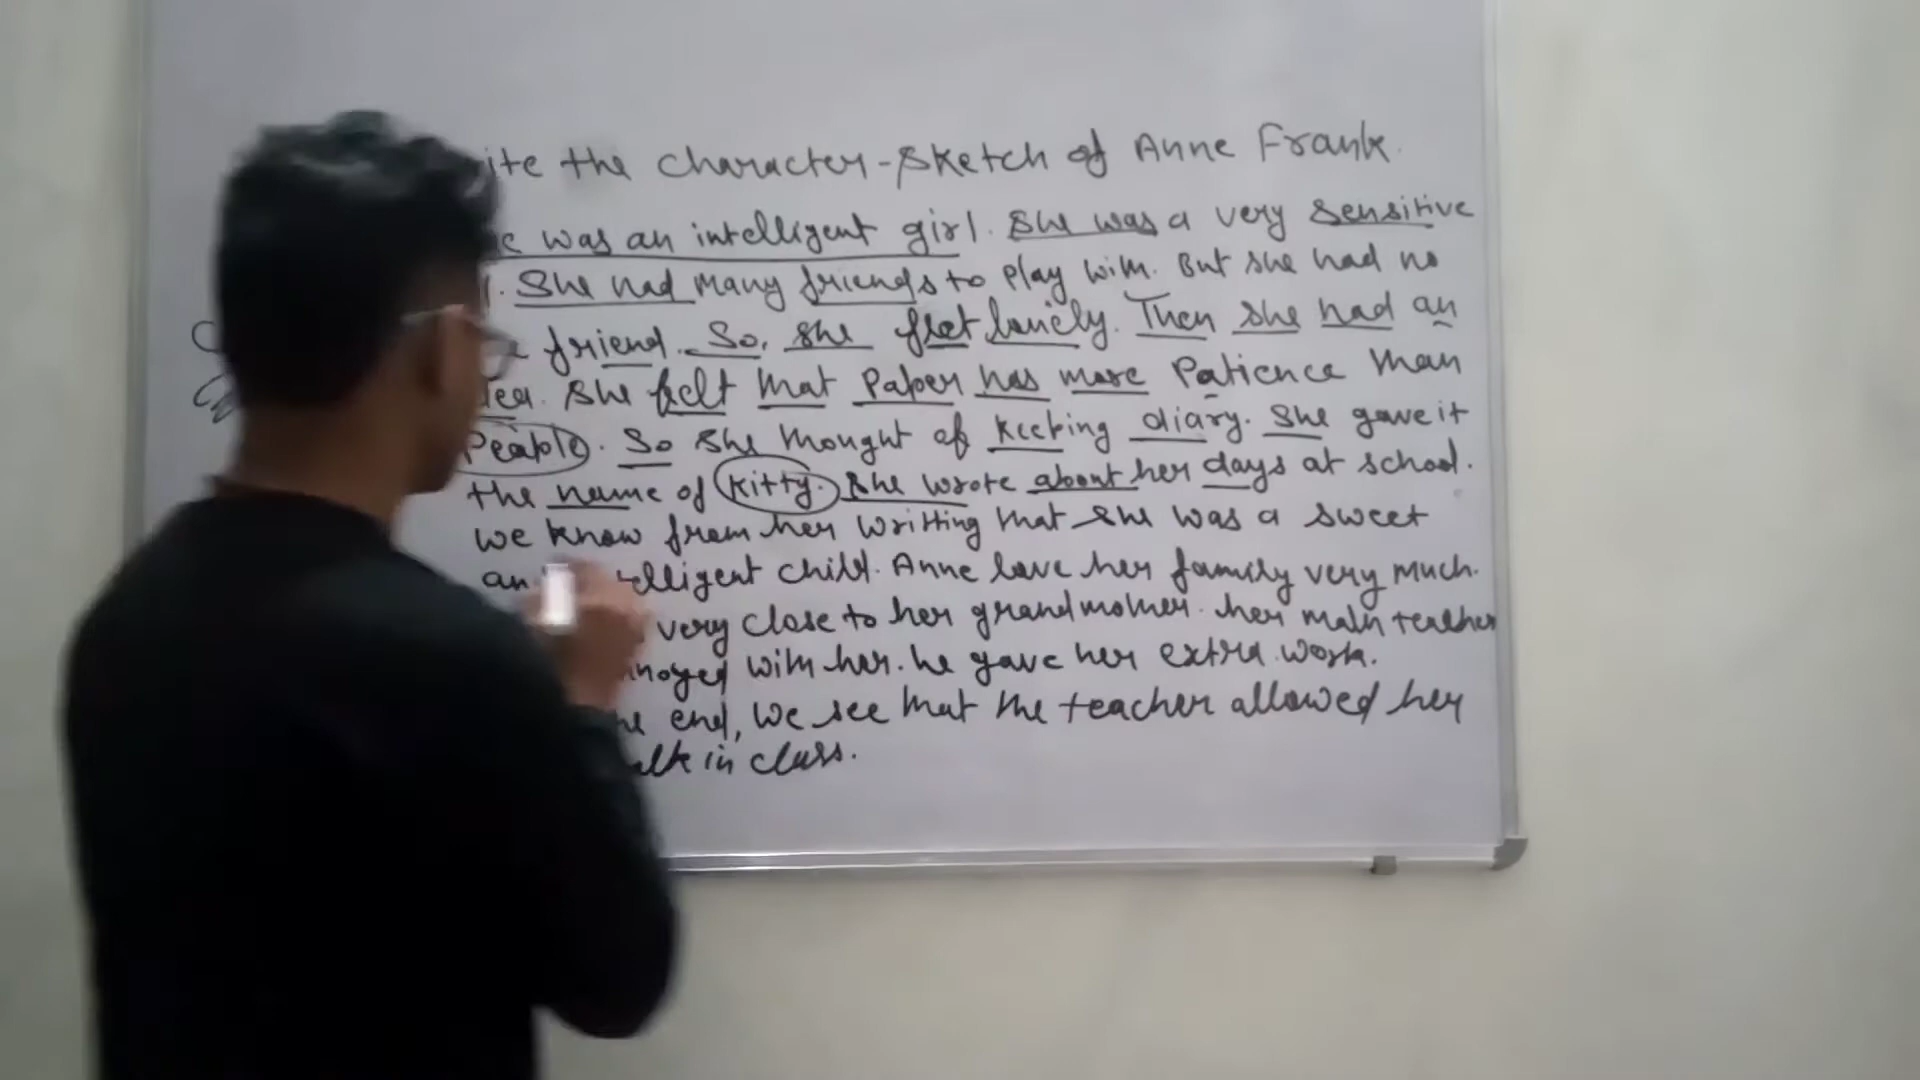 the character-sketch of Anne Frank.
was an intelligent girl. She was a very sensitive
She had many friends to play with. But she had no
friend. So, she flet lonely. Then she had an
She felt that Paper has more Patience than
People. So she thought of keeping diary. She gave it
the name of Kitty. She wrote about her days at school.
we know from her writting that she was a sweet
child. Anne love her family very much.
very close to her grandmother. her math teacher
with her. he gave her extra work.
end, we see that the teacher allowed her
in class.